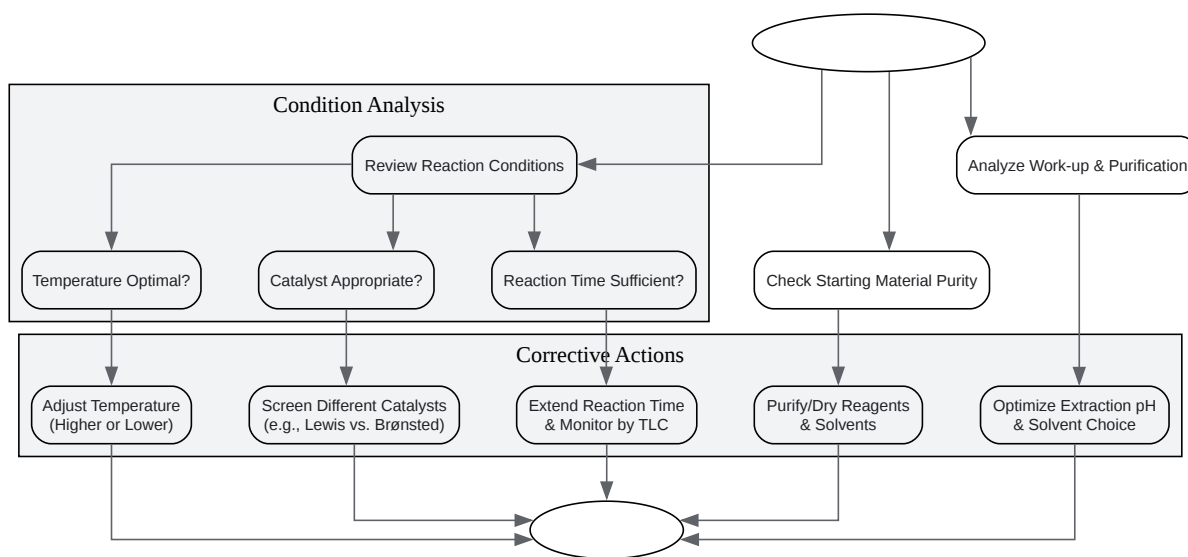 Condition Analysis
Review Reaction Conditions
Analyze Work-up & Purification
Temperature Optimal?
Catalyst Appropriate?
Reaction Time Sufficient?
Check Starting Material Purity
Corrective Actions
Adjust Temperature
(Higher or Lower)
Screen Different Catalysts
(e.g., Lewis vs. Brønsted)
Extend Reaction Time
& Monitor by TLC
Purify/Dry Reagents
& Solvents
Optimize Extraction pH
& Solvent Choice